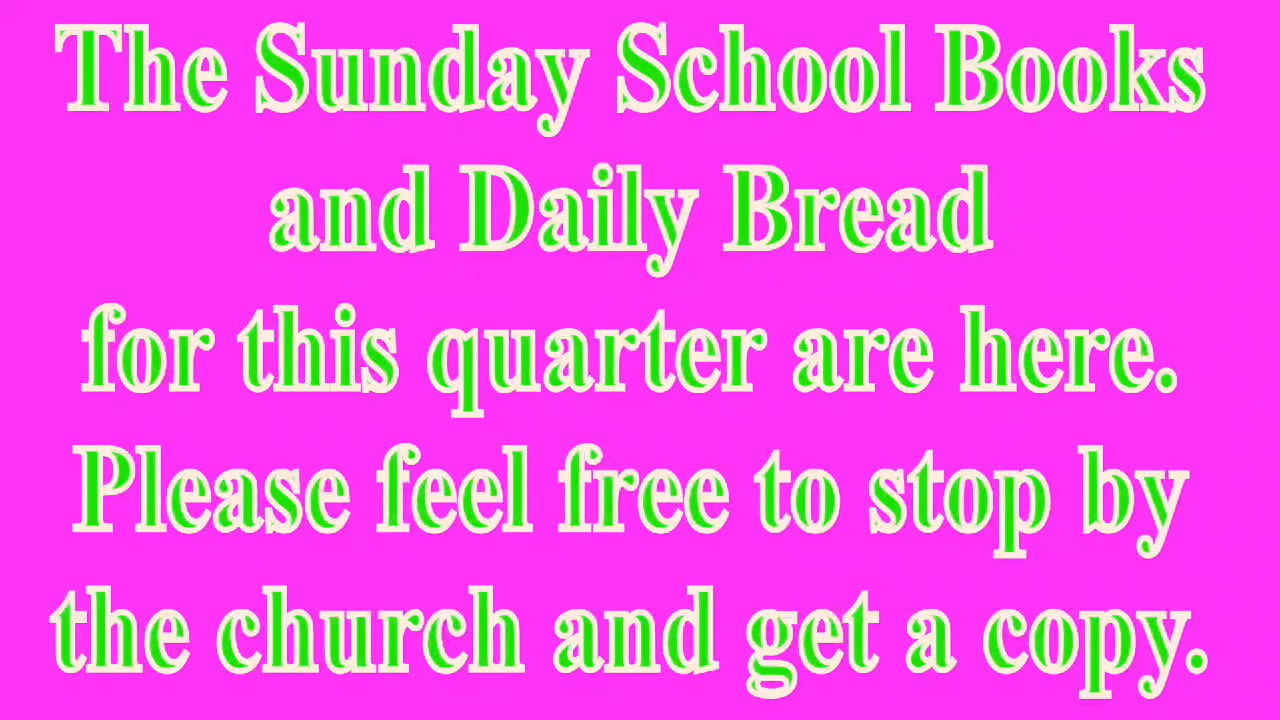 The Sunday School Books
and Daily Bread
for this quarter are here.
Please feel free to stop by
the church and get a copy.